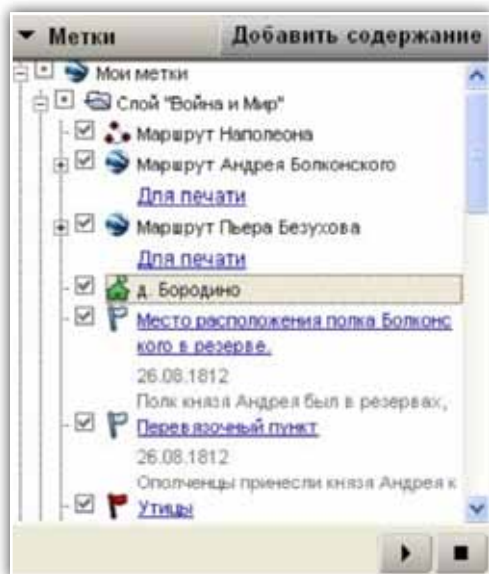 Метки
Добавить содержание
Мои метки
Слой "Война и Мир"
Маршрут Наполеона
Маршрут Андрея Болконского
Для печати
Маршрут Пьера Безухова
Для печати
д. Бородино
Место расположения полка Болконс
кого в резерве.
26.08.1812
Полк князя Андрея был в резервах,
Перевязочный пункт
26.08.1812
Ополченцы принесли князя Андрея к
Утицы